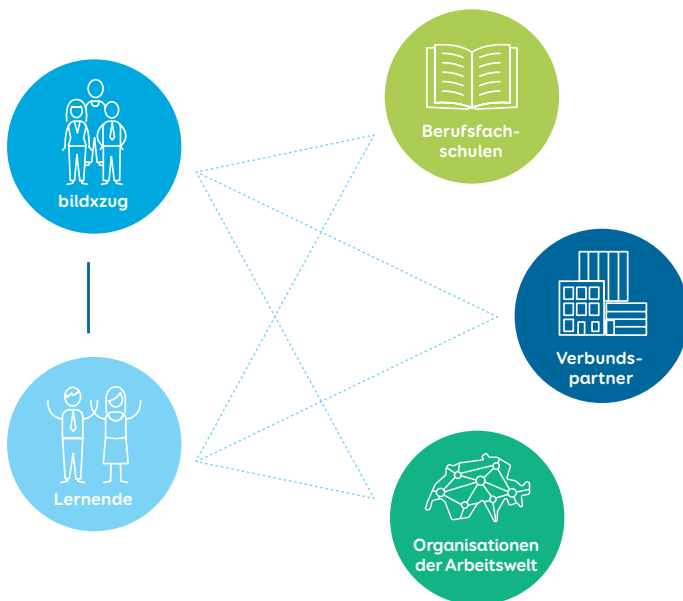 bildxzug
Berufsfach-
schulen
Verbunds-
partner
Lernende
Organisationen
der Arbeitswelt